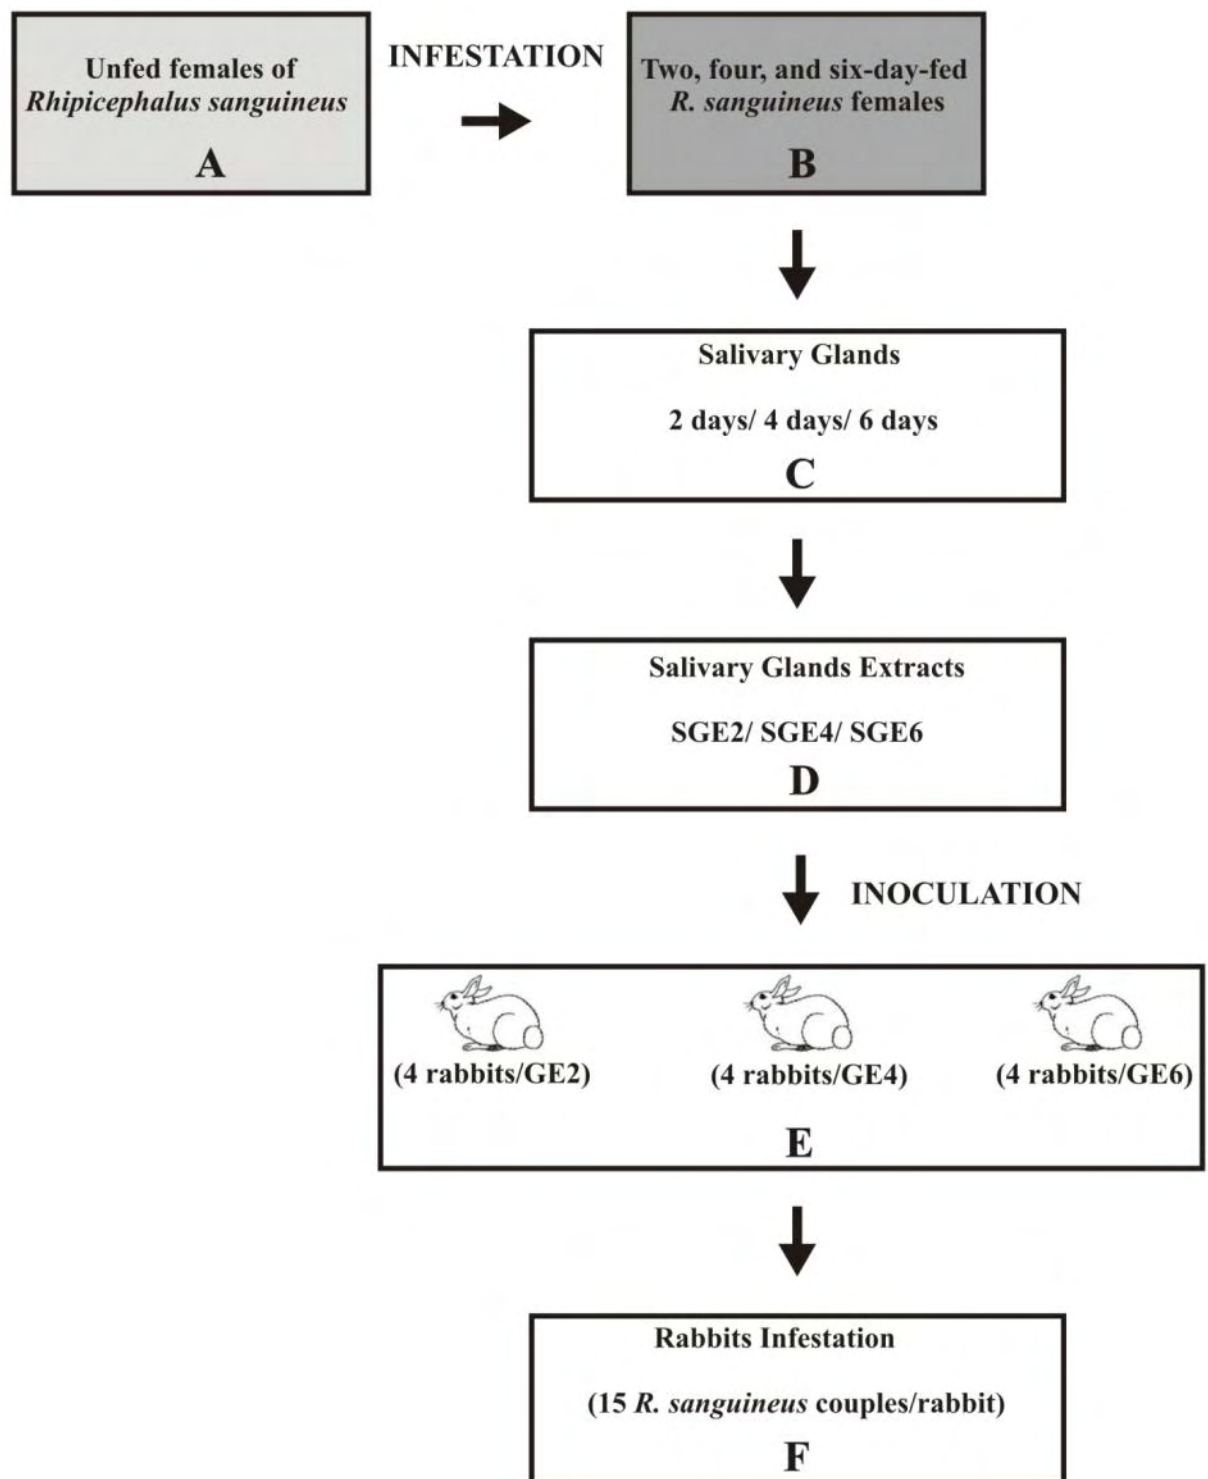 Unfed females of
Rhipicephalus sanguineus
A
INFESTATION
Two, four, and six-day-fed
R. sanguineus females
B
Salivary Glands
2 days/ 4 days/ 6 days
C
Salivary Glands Extracts
SGE2/ SGE4/ SGE6
D
INOCULATION
(4 rabbits/GE2) (4 rabbits/GE4) (4 rabbits/GE6)
E
Rabbits Infestation
(15 R. sanguineus couples/rabbit)
F